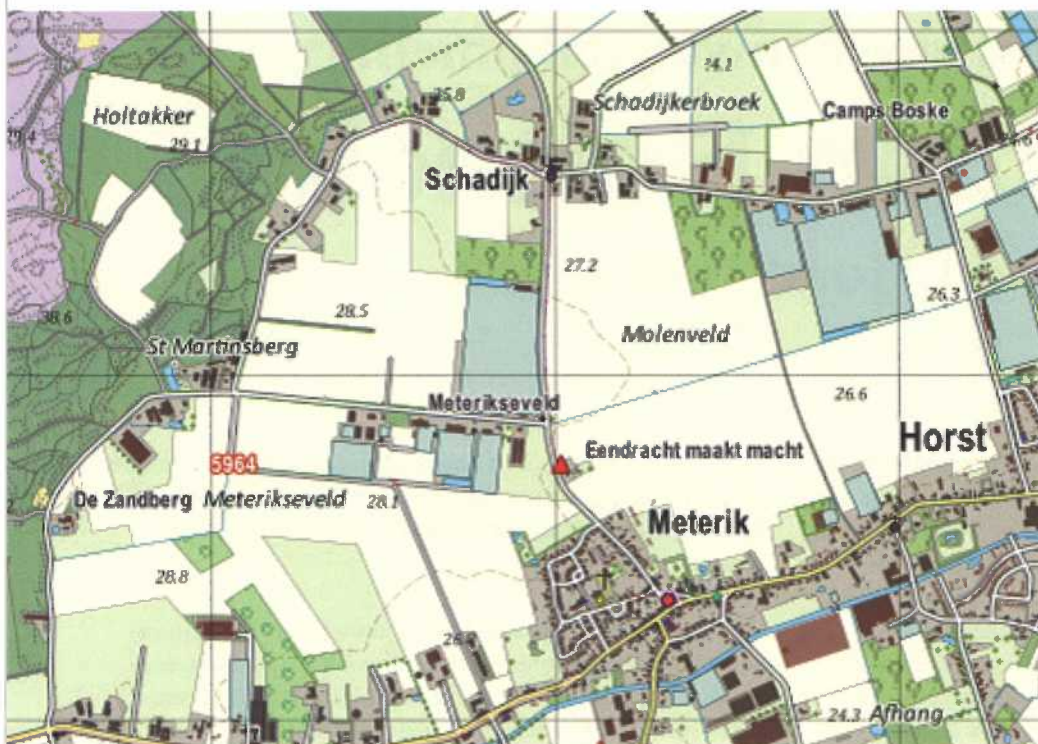 24.1
Holtakker
25.8
Schadijkerbroek
Camps Boske
29.4
29.1
Schadijk
27.2
26.3
28.5
Molenveld
St Martinsberg
26.6
Meterikseveld
Horst
Eendracht maakt macht
5964
De Zandberg
Meterikseveld
28.1
Meterik
28.8
24.3
Afhang